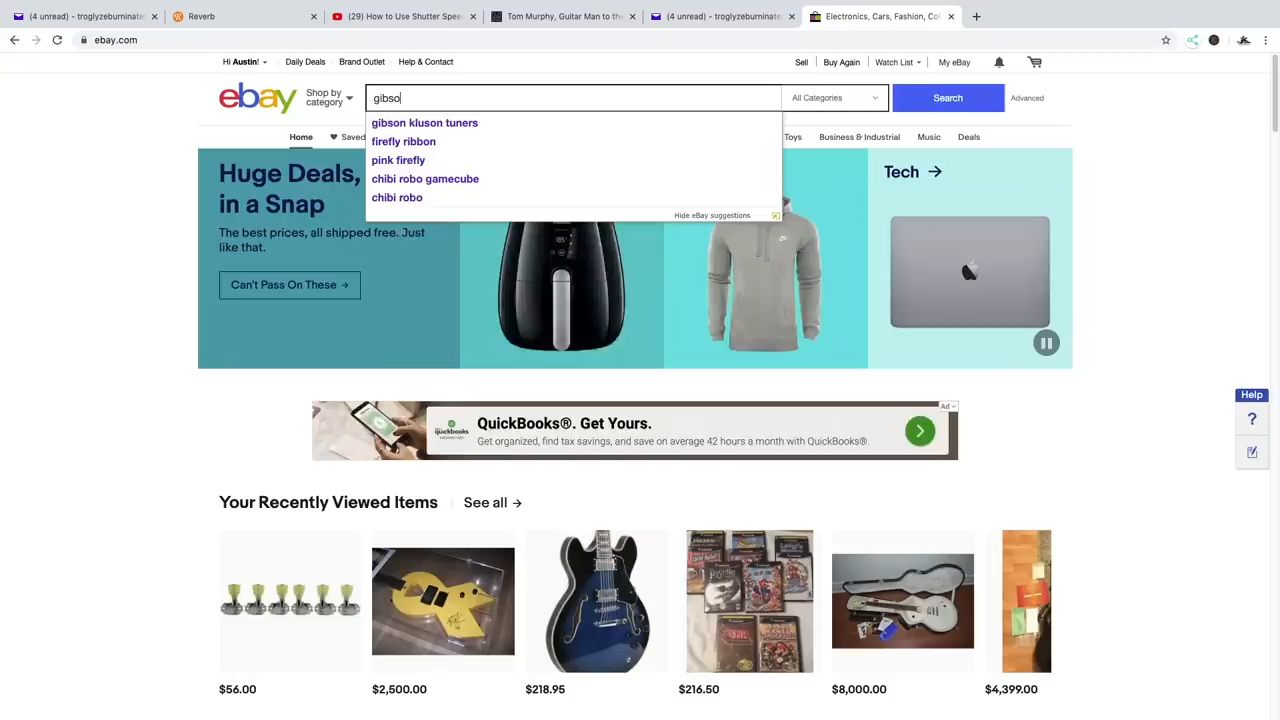 (4 unread) - troglyzeburninate
Reverb
(29) How to Use Shutter Spee
Tom Murphy, Guitar Man to the
(4 unread) - troglyzeburninate
Electronics, Cars, Fashion, Col
ebay.com
Hi Austin!
Daily Deals
Brand Outlet
Help & Contact
Sell
Buy Again
Watch List
My eBay
ebay
Shop by
category
gibso
All Categories
Search
Advanced
gibson kluson tuners
firefly ribbon
pink firefly
chibi robo gamecube
chibi robo
Hide eBay suggestions
Home
Saved
Toys
Business & Industrial
Music
Deals
Huge Deals,
in a Snap
The best prices, all shipped free. Just
like that.
Can't Pass On These →
Tech →
QuickBooks®. Get Yours.
Get organized, find tax savings, and save on average 42 hours a month with QuickBooks®.
quickbooks
Ad
Help
?
Your Recently Viewed Items
See all →
$56.00
$2,500.00
$218.95
$216.50
$8,000.00
$4,399.00